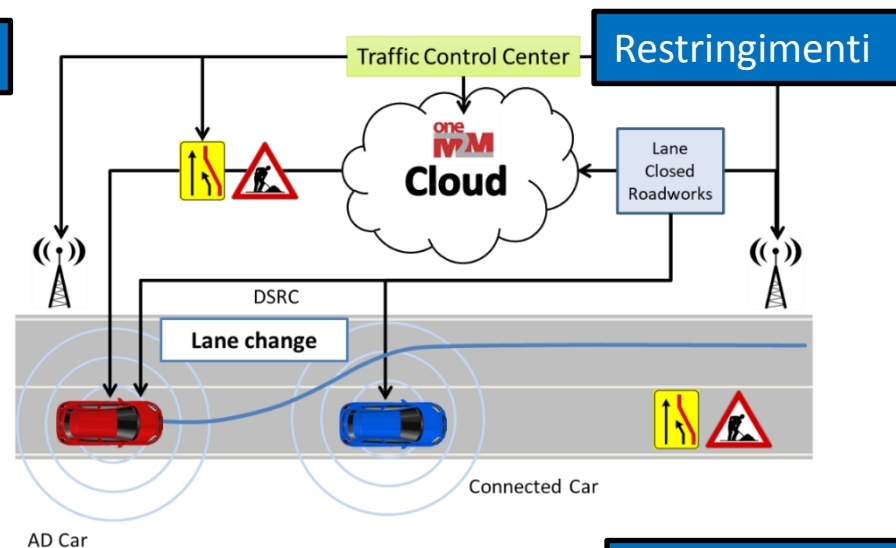 Restringimenti
Traffic Control Center
one
M2M
Cloud
Lane
Closed
Roadworks
DSRC
Lane change
Connected Car
AD Car